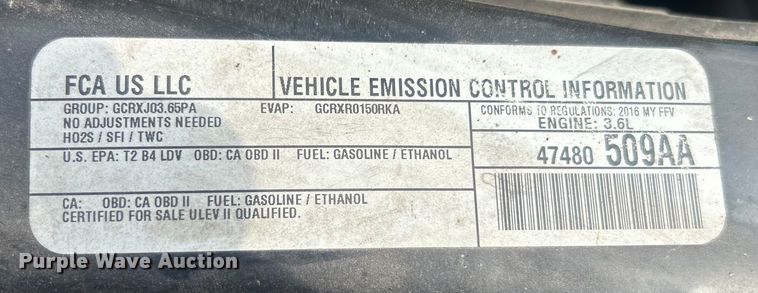 FCA US LLC
VEHICLE EMISSION CONTROL INFORMATION
GROUP: GCRXJ03.65PA EVAP: GCRXR0150RKA
NO ADJUSTMENTS NEEDED
HO2S / SFI / TWC
CONFORMS TO REGULATIONS: 2016 MY FFV
ENGINE: 3.6L
U.S. EPA: T2 B4 LDV OBD: CA OBD II FUEL: GASOLINE / ETHANOL
47480 509AA
CA: OBD: CA OBD II FUEL: GASOLINE / ETHANOL
CERTIFIED FOR SALE ULEV II QUALIFIED.
Purple Wave Auction